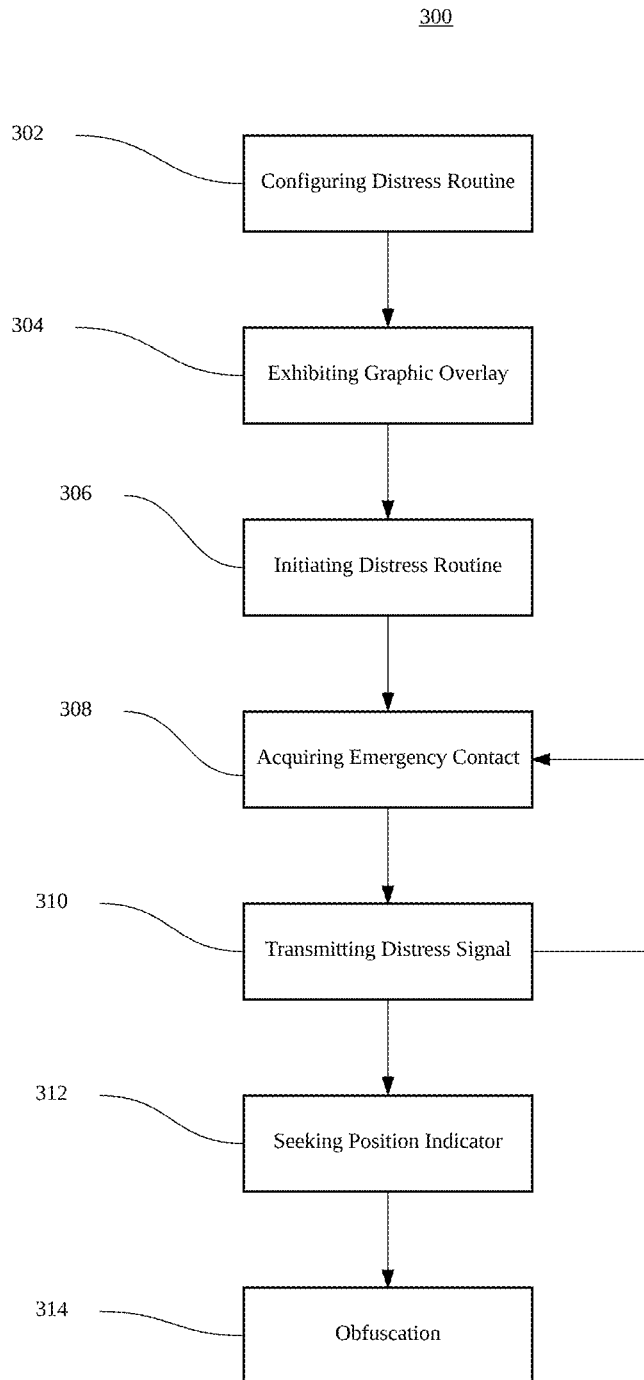 300
302
Configuring Distress Routine
304
Exhibiting Graphic Overlay
306
Initiating Distress Routine
308
Acquiring Emergency Contact
310
Transmitting Distress Signal
312
Seeking Position Indicator
314
Obfuscation